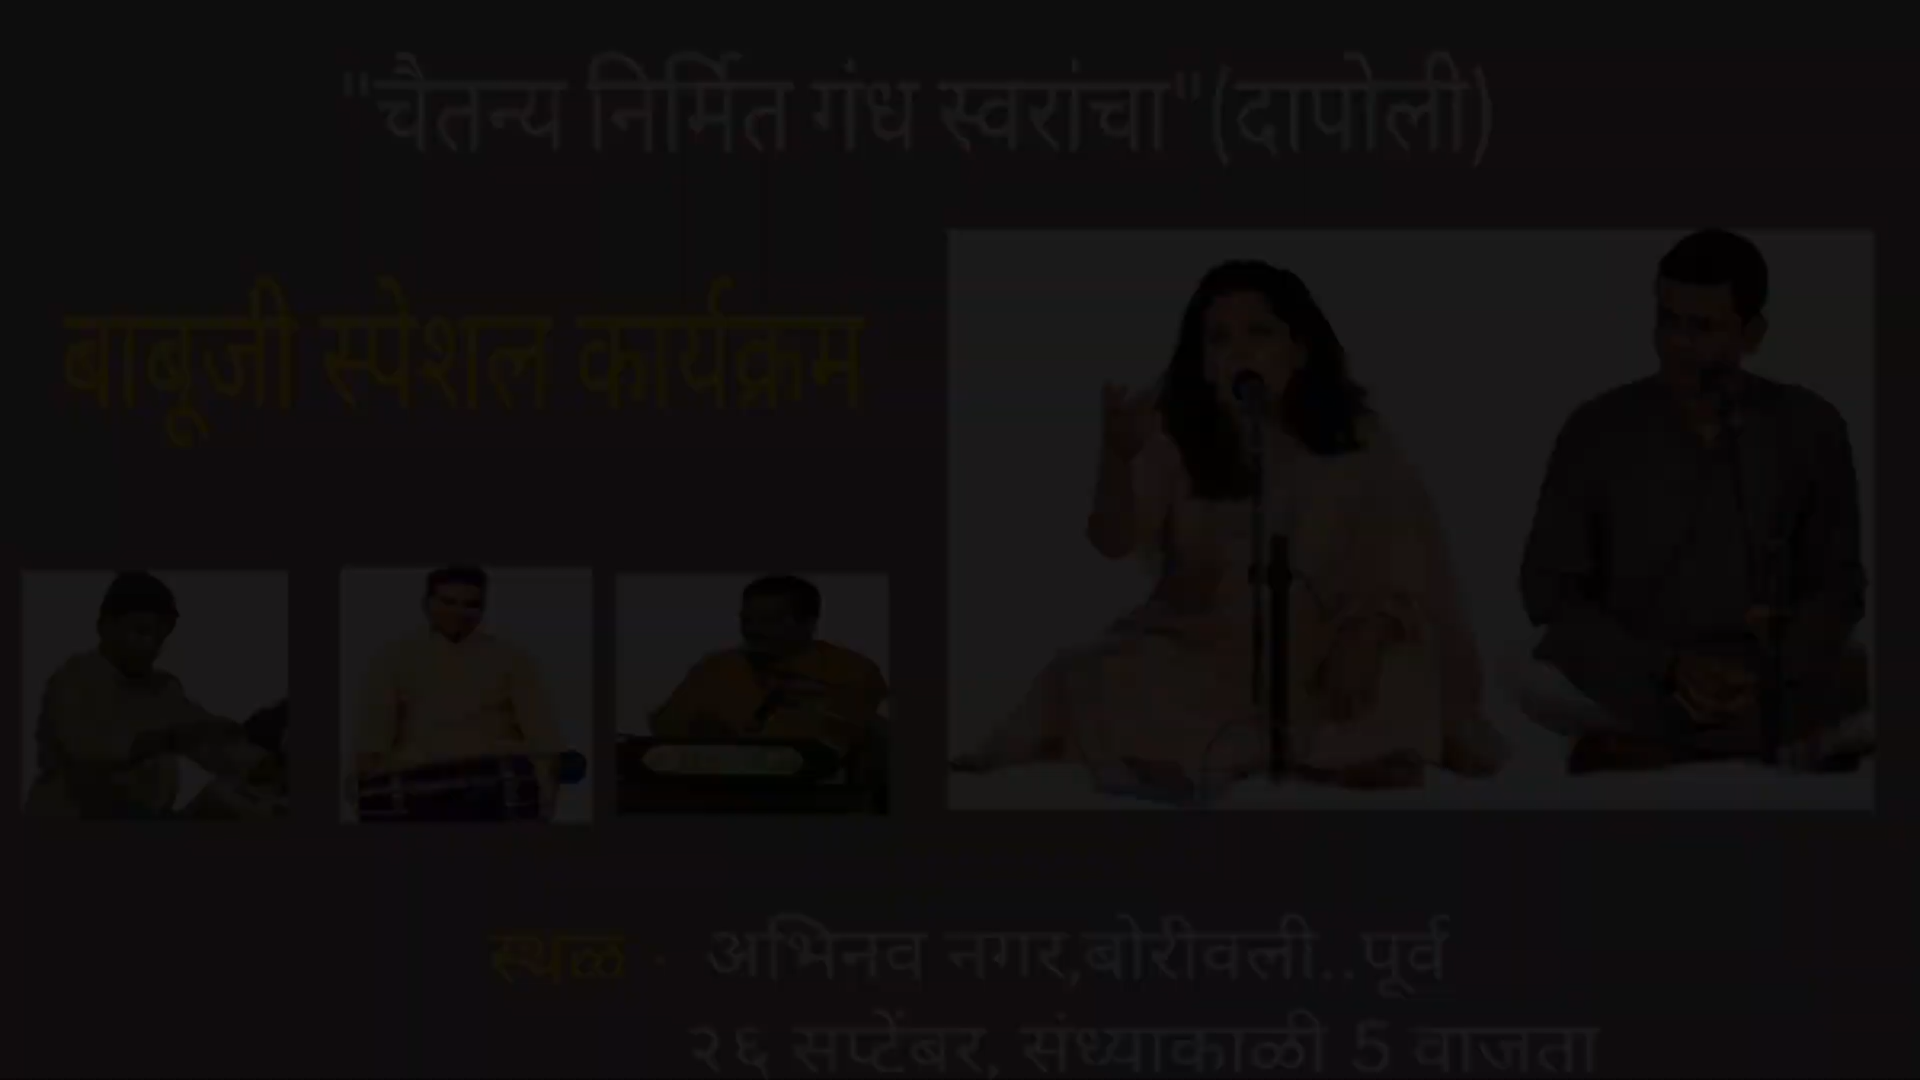 "चैतन्य निर्मित गंध स्वरांचा"(दापोली)
बाबूजी स्पेशल कार्यक्रम
स्थळ - अभिनव नगर,बोरीवली..पूर्व
२६ सप्टेंबर, संध्याकाळी 5 वाजता